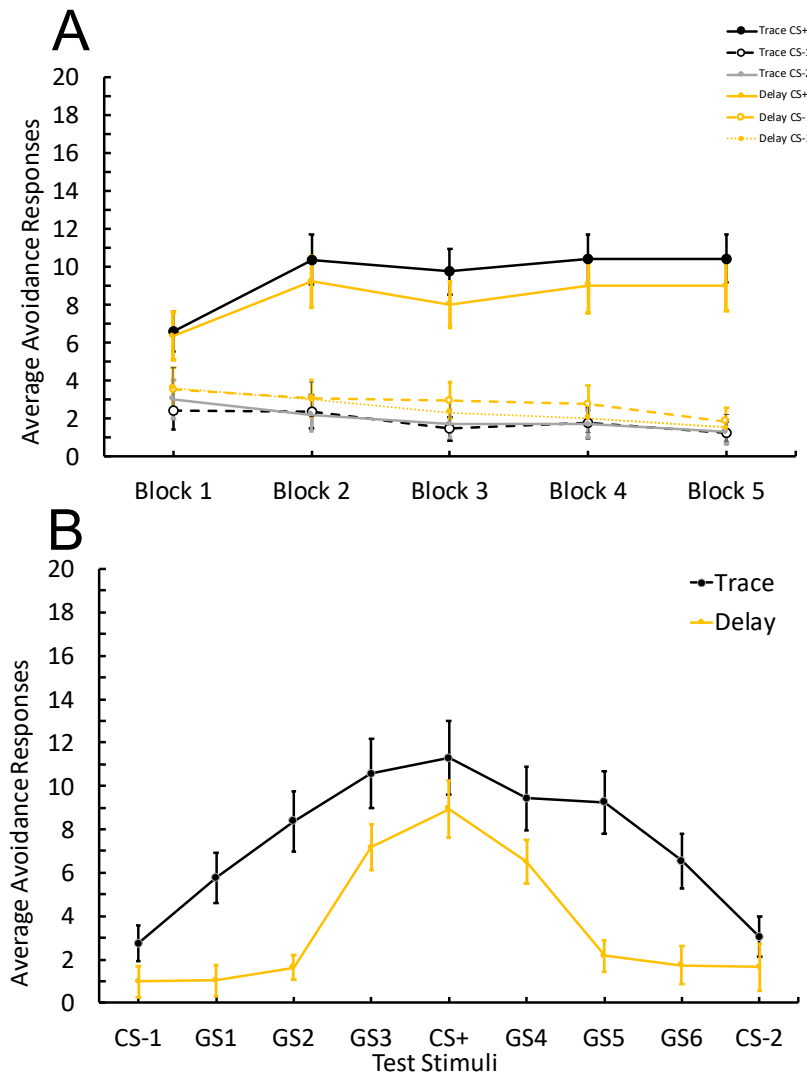 A
Trace CS+
Trace CS-1
Trace CS-2
Delay CS+
Delay CS-
Delay CS-
Average Avoidance Responses
20
18
16
14
12
10
8
6
4
2
0
Block 1 Block 2 Block 3 Block 4 Block 5
B
Trace
Delay
Average Avoidance Responses
20
18
16
14
12
10
8
6
4
2
0
CS-1 GS1 GS2 GS3 CS+ GS4 GS5 GS6 CS-2
Test Stimuli